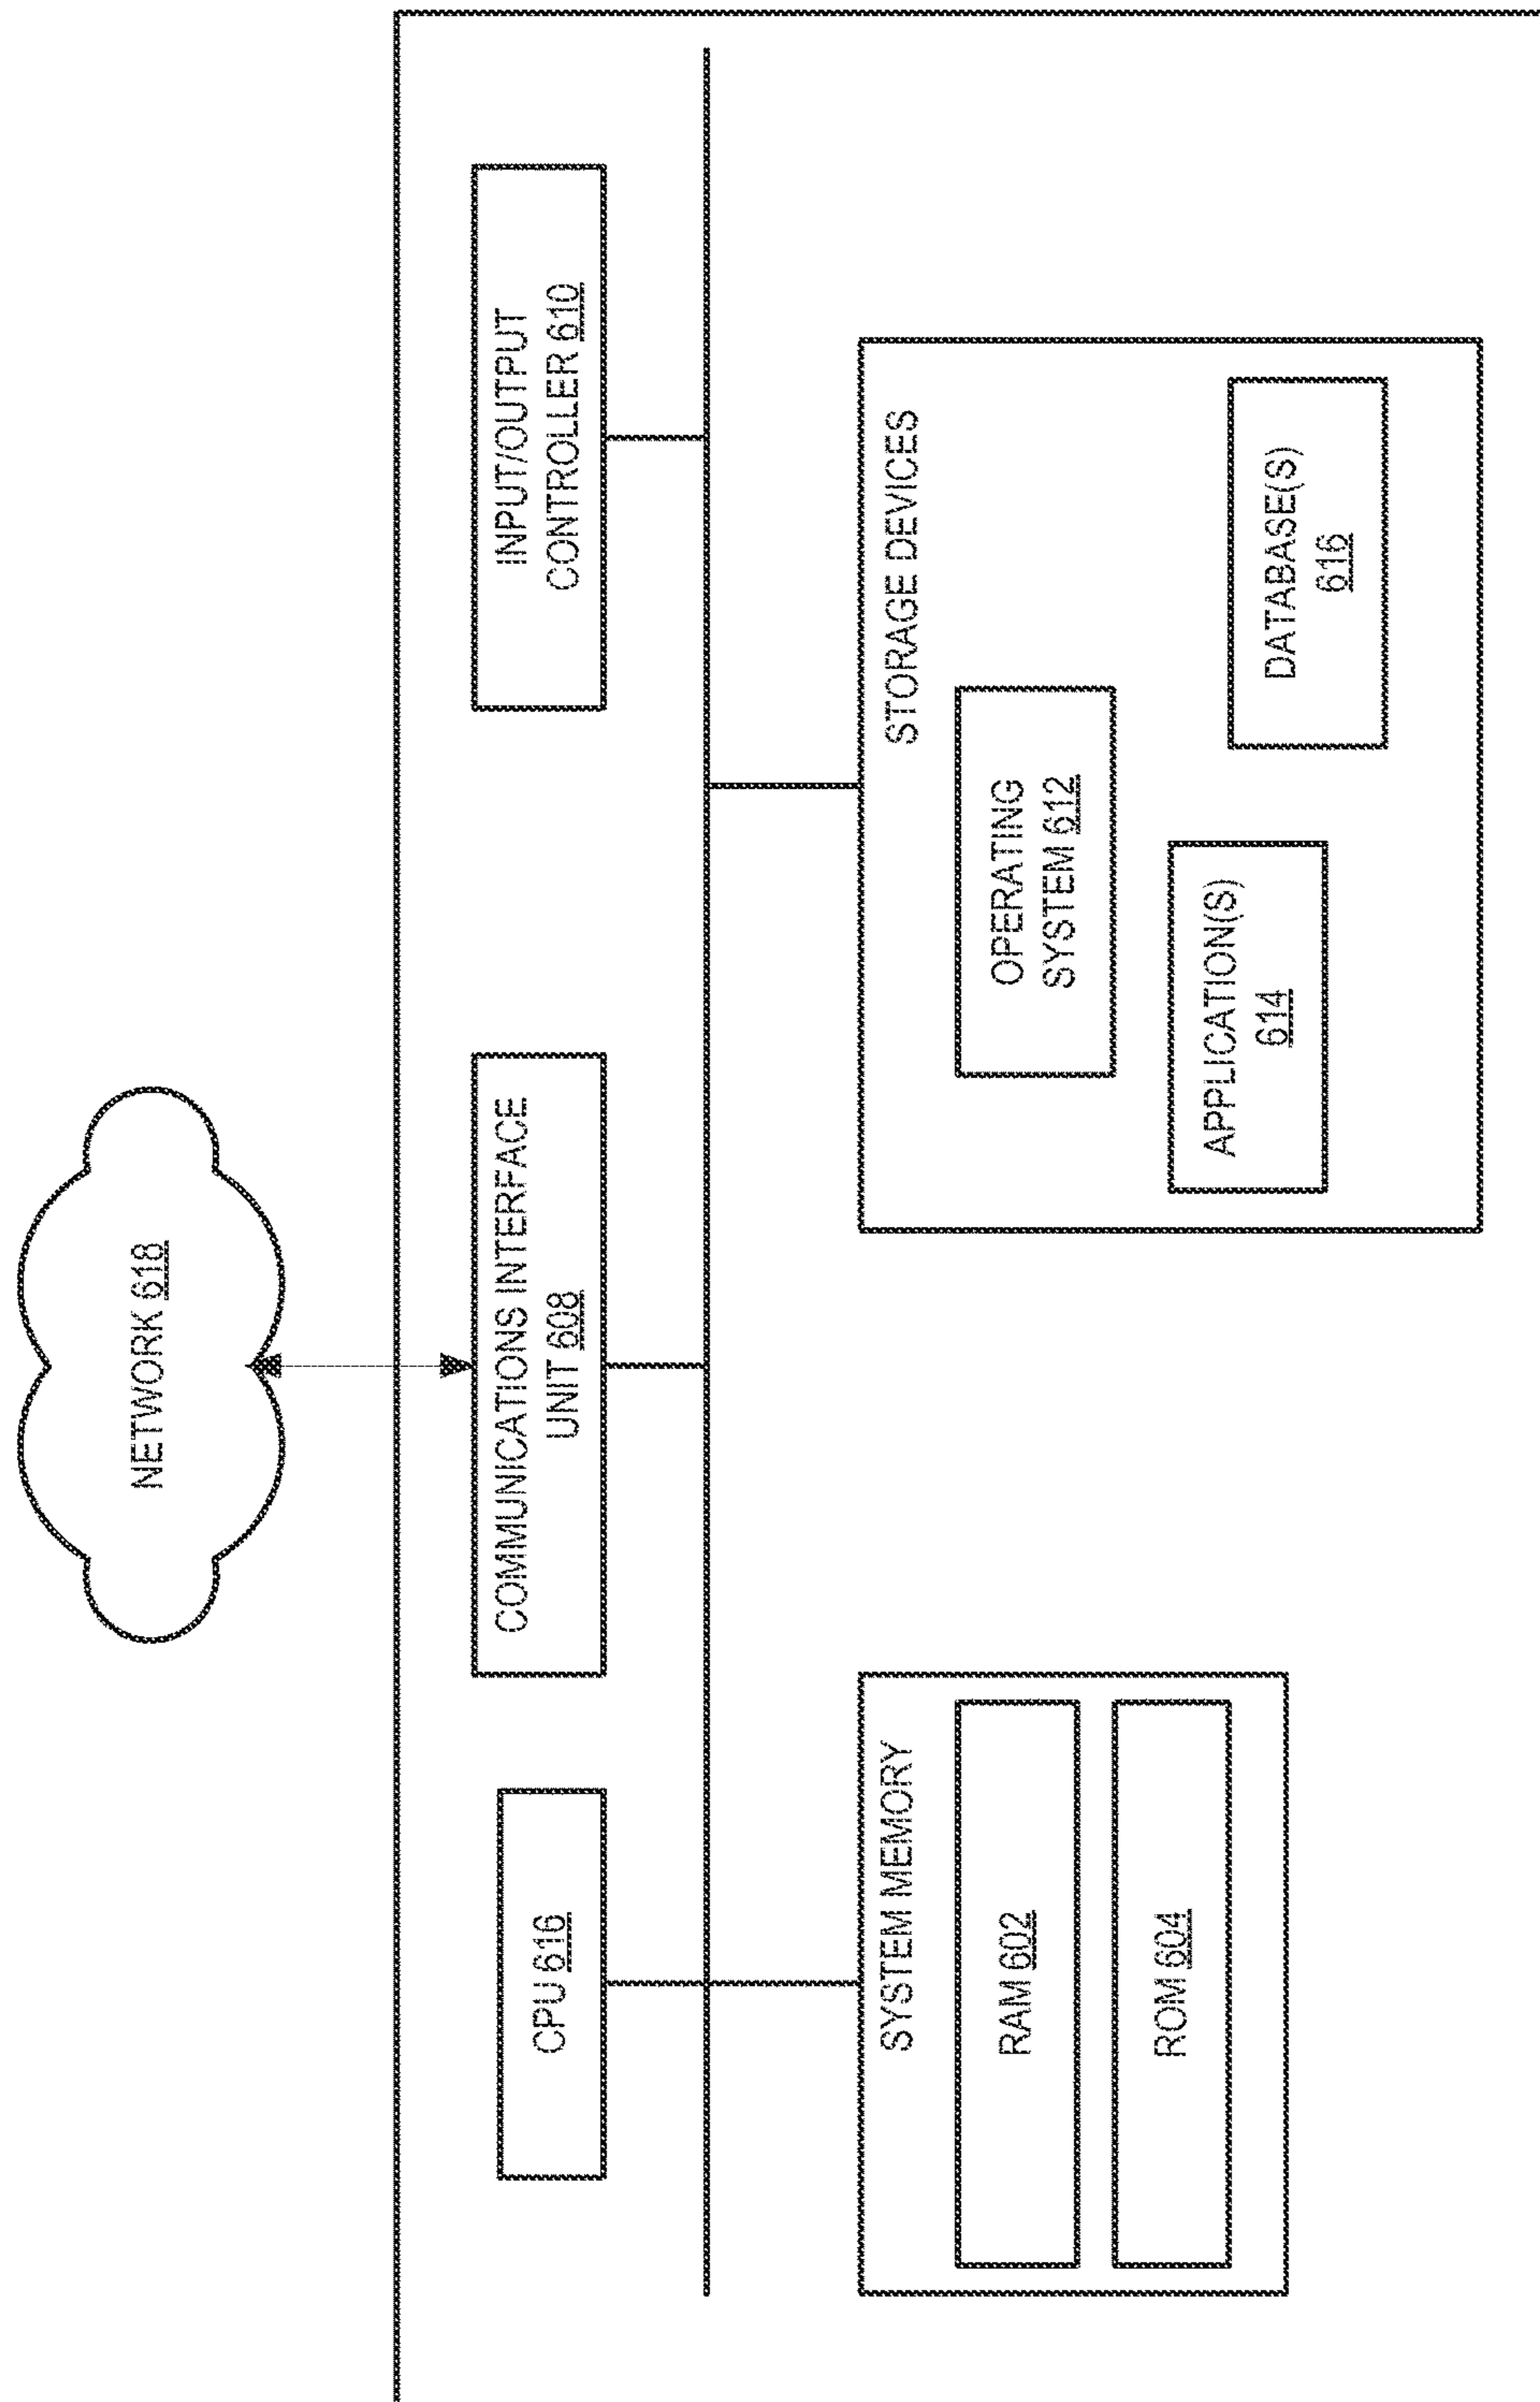 NETWORK 618
CPU 616
COMMUNICATIONS INTERFACE
UNIT 608
INPUT/OUTPUT
CONTROLLER 610
SYSTEM MEMORY
RAM 602
ROM 604
STORAGE DEVICES
OPERATING
SYSTEM 612
APPLICATION(S)
614
DATABASE(S)
616